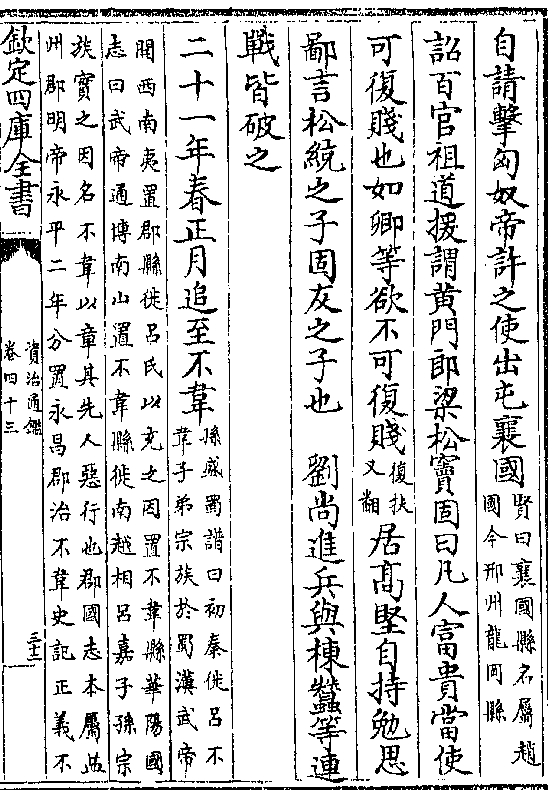 自請擊匈奴帝許之使出屯襄國賢曰襄國縣名屬趙國今邢州龍岡縣
詔百官祖道援謂黄門郎梁松竇固曰凡人富貴當使
可復賤也如卿等欲不可復賤復扶又翻居髙堅自持勉思
鄙言松統之子固友之子也　劉尚進兵與棟蠶等連
戰皆破之
二十一年春正月追至不韋孫盛蜀譜曰初秦徙吕不韋子弟宗族於蜀漢武帝
開西南夷置郡縣徙吕氏以充之因置不韋縣華陽國
志曰武帝通博南山置不韋縣徙南越相吕嘉子孫宗
族實之因名不韋以章其先人惡行也郡國志本屬益
州郡明帝永平二年分置永昌郡治不韋史記正義不
欽定四庫全書
資治通鑑
卷四十三
三十二